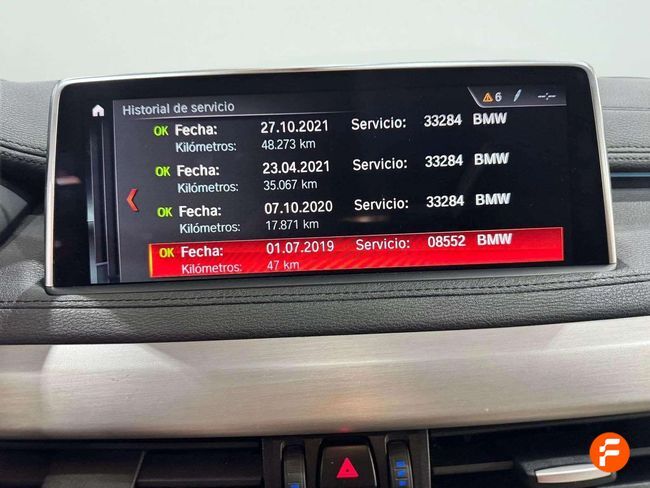 Historial de servicio
6 --:--
OK Fecha: 27.10.2021 Servicio: 33284 BMW
Kilómetros: 48.273 km
OK Fecha: 23.04.2021 Servicio: 33284 BMW
Kilómetros: 35.067 km
OK Fecha: 07.10.2020 Servicio: 33284 BMW
Kilómetros: 17.871 km
OK Fecha: 01.07.2019 Servicio: 08552 BMW
Kilómetros: 47 km